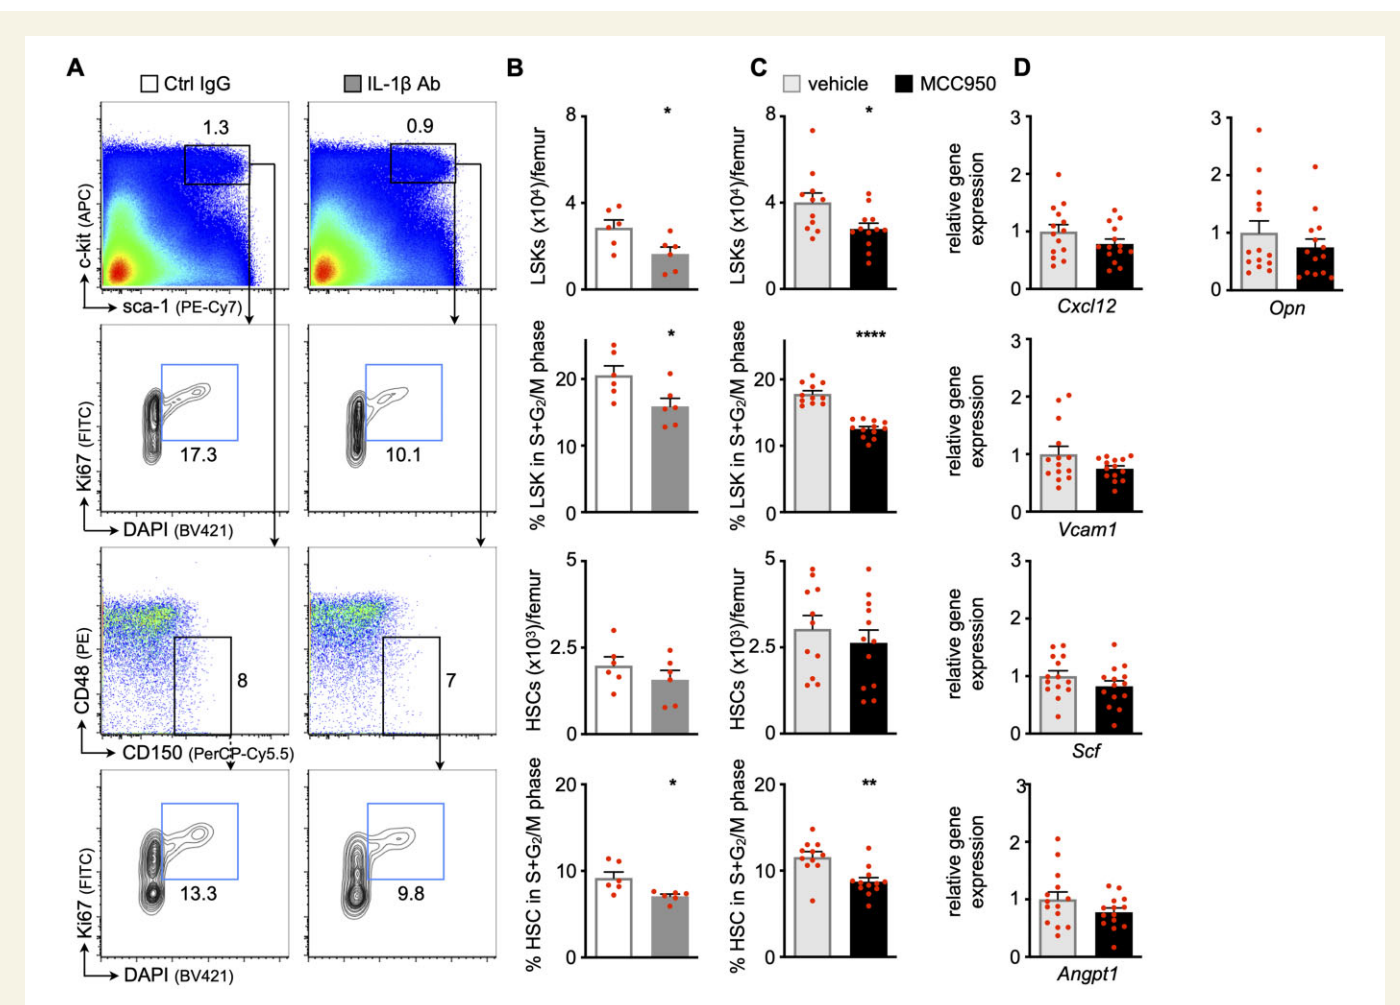 A
B
C
D
Ctrl IgG
IL-1β Ab
vehicle
MCC950
1.3
0.9
c-kit (APC)
sca-1 (PE-Cy7)
17.3
10.1
Ki67 (FITC)
DAPI (BV421)
8
7
CD48 (PE)
CD150 (PerCP-Cy5.5)
13.3
9.8
Ki67 (FITC)
DAPI (BV421)
LSKs (x10⁴)/femur
8
4
0
*
% LSK in S+G₂/M phase
20
10
0
*
HSCs (x10³)/femur
5
2.5
0
% HSC in S+G₂/M phase
20
10
0
*
LSKs (x10⁴)/femur
8
4
0
*
% LSK in S+G₂/M phase
20
10
0
****
HSCs (x10³)/femur
5
2.5
0
% HSC in S+G₂/M phase
20
10
0
**
relative gene
expression
3
2
1
0
Cxcl12
3
2
1
0
Opn
relative gene
expression
3
2
1
0
Vcam1
relative gene
expression
3
2
1
0
Scf
relative gene
expression
3
2
1
0
Angpt1